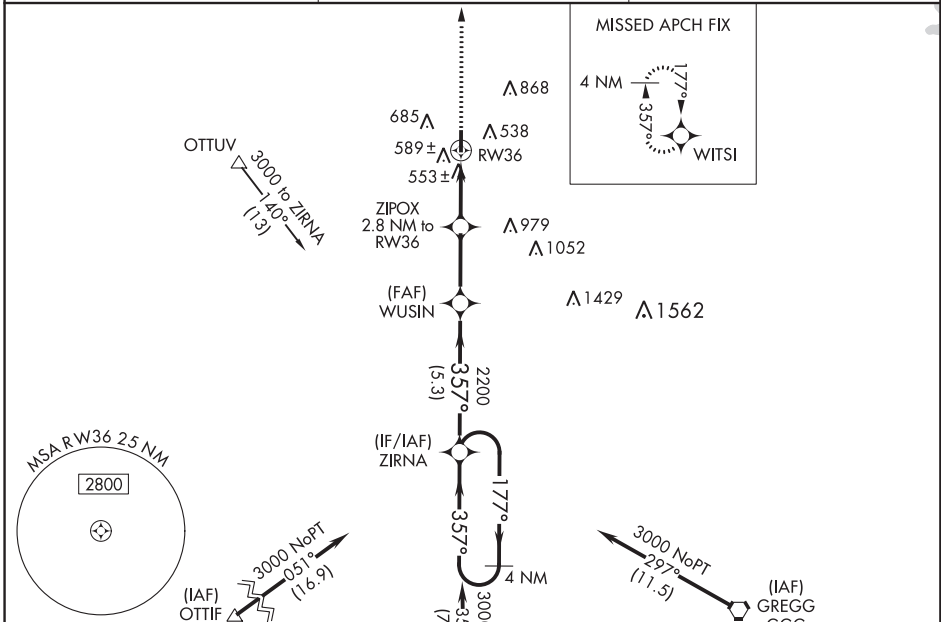 MISSED APCH FIX
4 NM
177°
357°
WITSI
868
685
538
589 ±
RW36
553 ±
OTTUV
3000 to ZIRNA
140°
(13)
ZIPOX
2.8 NM to
RW36
979
1052
(FAF)
WUSIN
1429
1562
2200
357°
(5.3)
(IF/IAF)
ZIRNA
MSA RW36 25 NM
2800
177°
357°
4 NM
3000 NoPT
051°
(16.9)
(IAF)
OTTIF
3000 NoPT
297°
(11.5)
(IAF)
GREGG
3000